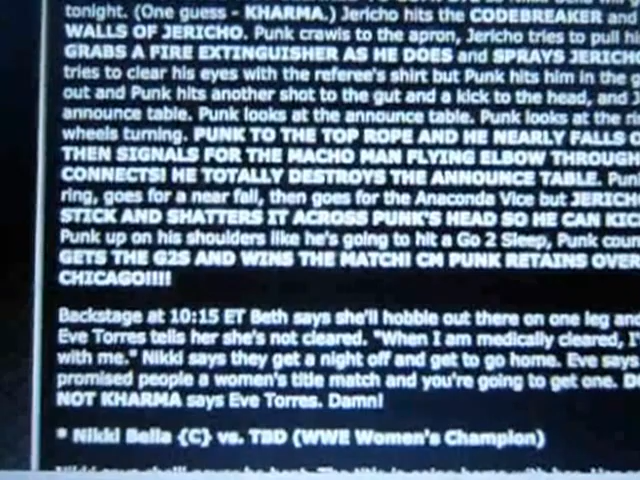 tonight. (One guess - KHARMA.) Jericho hits the CODEBREAKER and
WALLS OF JERICHO. Punk crawls to the apron, Jericho tries to pull hi
GRABS A FIRE EXTINGUISHER AS HE DOES and SPRAYS JERICH
tries to clear his eyes with the referee's shirt but Punk hits him in the g
out and Punk hits another shot to the gut and a kick to the head, and
announce table. Punk looks at the announce table. Punk looks at the
wheels turning. PUNK TO THE TOP ROPE AND HE NEARLY FALLS
THEN SIGNALS FOR THE MACHO MAN FLYING ELBOW THROUGH
CONNECTS! HE TOTALLY DESTROYS THE ANNOUNCE TABLE. Pun
ring, goes for a near fall, then goes for the Anaconda Vice but JERICH
STICK AND SHATTERS IT ACROSS PUNK'S HEAD SO HE CAN KIC
Punk up on his shoulders like he's going to hit a Go 2 Sleep, Punk coun
GETS THE G2S AND WINS THE MATCH! CM PUNK RETAINS OVER
CHICAGO!!!!
Backstage at 10:15 ET Beth says she'll hobble out there on one leg and
Eve Torres tells her she's not cleared. "When I am medically cleared, I'
with me." Nikki says they get a night off and get to go home. Eve says
promised people a women's title match and you're going to get one. D
NOT KHARMA says Eve Torres. Damn!
* Nikki Bella {C} vs. TBD (WWE Women's Champion)